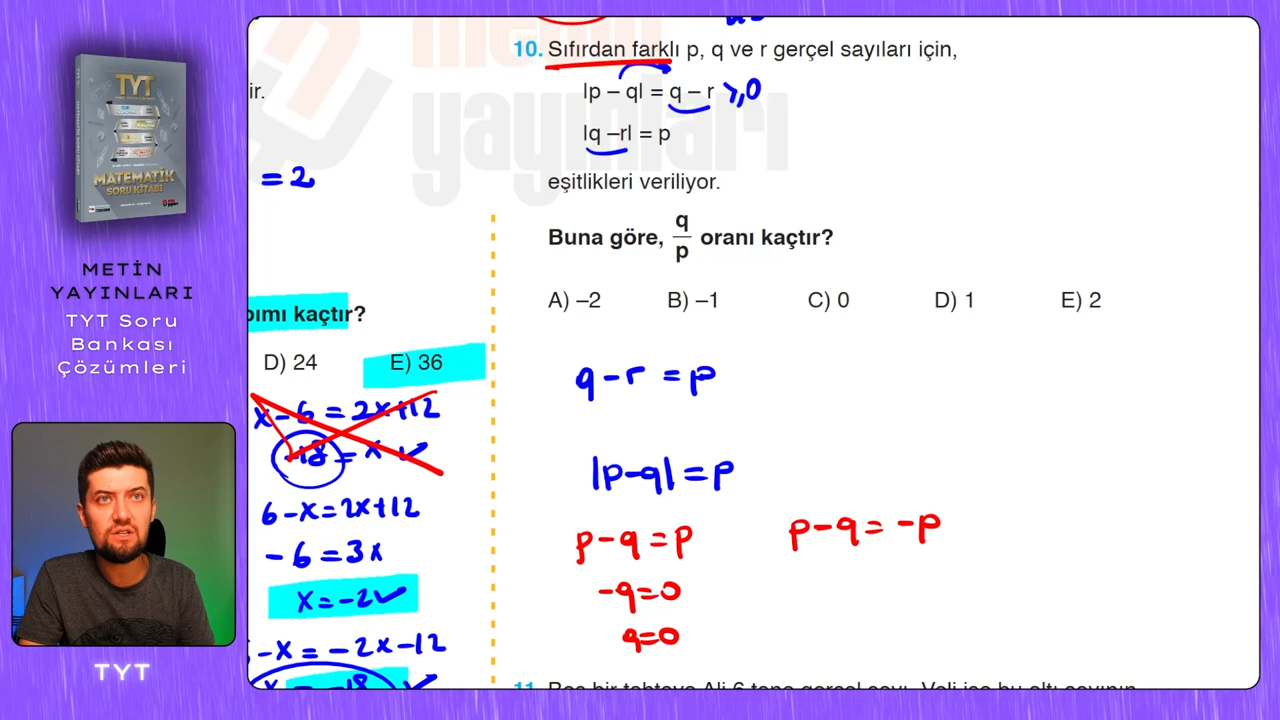 TYT
MATEMATİK
SORU KİTABI
METİN
YAYINLARI
TYT Soru
Bankası
Çözümleri
TYT
ir.
= 2
pımı kaçtır?
D) 24 E) 36
x-6 = 2x+12
-18 = x
6-x=2x+12
-6=3x
x=-2
-x=-2x-12
yayınları
10. Sıfırdan farklı p, q ve r gerçel sayıları için,
|p – q| = q – r ⩾0
|q –r| = p
eşitlikleri veriliyor.
Buna göre, q/p oranı kaçtır?
A) –2 B) –1 C) 0 D) 1 E) 2
q-r =p
|p-q|=p
p-q=p p-q=-p
-q=0
q=0